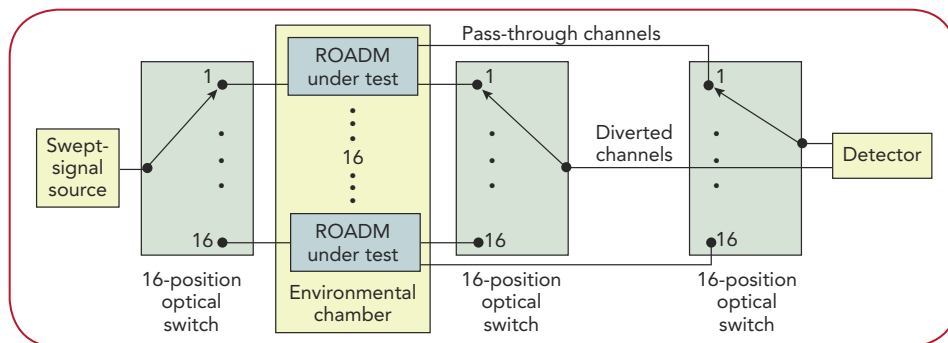 Pass-through channels
ROADM
under test
1
1
1
Swept-
signal
source
16
Diverted
channels
Detector
16
ROADM
under test
16
16
16-position
optical
switch
Environmental
chamber
16-position
optical
switch
16-position
optical
switch